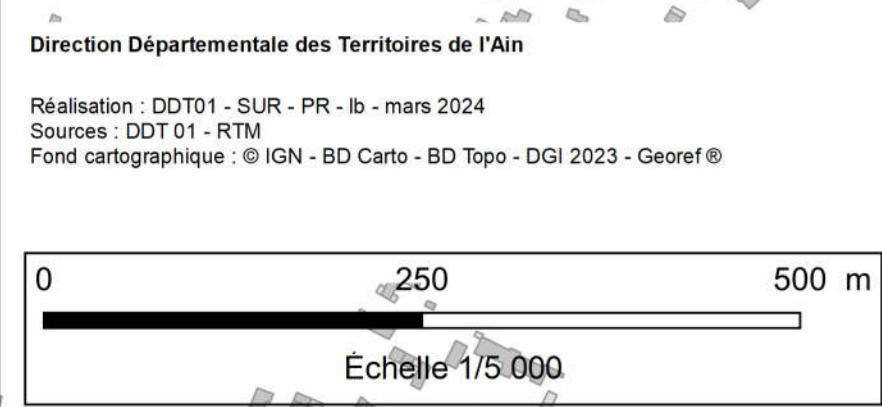 Direction Départementale des Territoires de l'Ain
Réalisation : DDT01 - SUR - PR - lb - mars 2024
Sources : DDT 01 - RTM
Fond cartographique : © IGN - BD Carto - BD Topo - DGI 2023 - Georef ®
0 250 500 m
Échelle 1/5 000